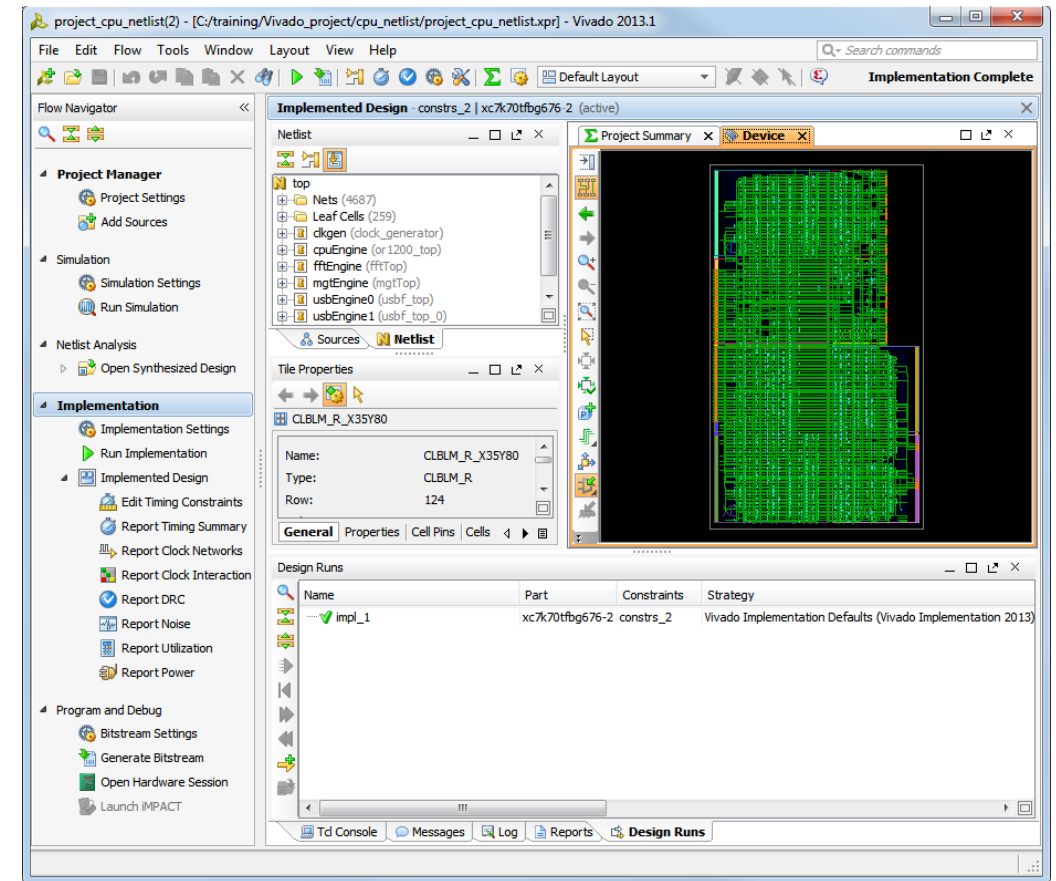 project_cpu_netlist(2) - [C:/training/Vivado_project/cpu_netlist/project_cpu_netlist.xpr] - Vivado 2013.1
File Edit Flow Tools Window Layout View Help
Search commands
Default Layout
Implementation Complete
Flow Navigator
Project Manager
Project Settings
Add Sources
Simulation
Simulation Settings
Run Simulation
Netlist Analysis
Open Synthesized Design
Implementation
Implementation Settings
Run Implementation
Implemented Design
Edit Timing Constraints
Report Timing Summary
Report Clock Networks
Report Clock Interaction
Report DRC
Report Noise
Report Utilization
Report Power
Program and Debug
Bitstream Settings
Generate Bitstream
Open Hardware Session
Launch iMPACT
Implemented Design - constrs_2 | xc7k70tfbg676-2 (active)
Netlist
top
Nets (4687)
Leaf Cells (259)
clkgen (clock_generator)
cpuEngine (or1200_top)
fftEngine (fftTop)
mgtEngine (mgtTop)
usbEngine0 (usbf_top)
usbEngine1 (usbf_top_0)
Sources Netlist
Tile Properties
CLBLM_R_X35Y80
Name: CLBLM_R_X35Y80
Type: CLBLM_R
Row: 124
General Properties Cell Pins Cells
Project Summary Device
Design Runs
Name Part Constraints Strategy
impl_1 xc7k70tfbg676-2 constrs_2 Vivado Implementation Defaults (Vivado Implementation 2013)
Tcl Console Messages Log Reports Design Runs